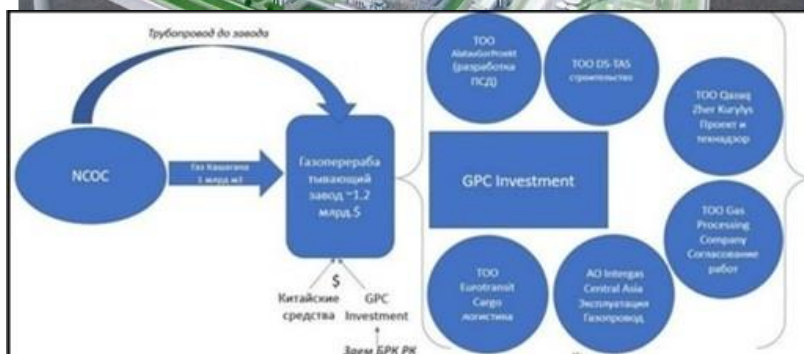 Трубопровод до завода
NCOC
Газ Кашагана
1 млрд м3
Газоперераба
тывающий
завод ~1,2
млрд.$
$
Китайские
средства
GPC
Investment
Заем БРК РК
ТОО
AlatauGorProekt
(разработка
ПСД)
ТОО DS-TAS
строительство
ТОО Qazaq
Zher Kurylys
Проект и
технадзор
GPC Investment
ТОО Gas
Processing
Company
Согласование
работ
ТОО
Eurotransit
Cargo
логистика
АО Intergas
Central Asia
Эксплуатация
Газопровод